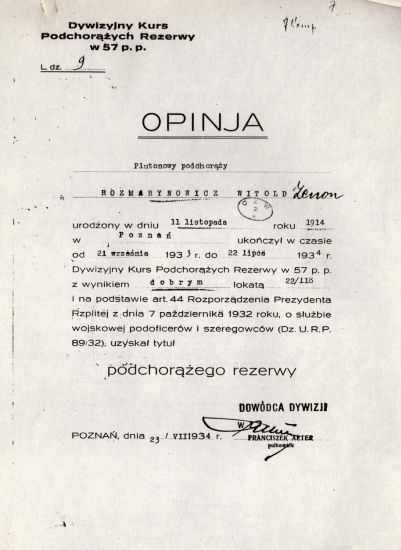 Dywizyjny Kurs
Podchorążych Rezerwy
w 57 p. p.
L. dz. 9
OPINJA
Plutonowy podchorąży
ROZMARYNOWICZ WITOLD Zenon
urodzony w dniu 11 listopada roku 1914
w Poznań ukończył w czasie
od 21 września 1933 r. do 22 lipca 1934 r.
Dywizyjny Kurs Podchorążych Rezerwy w 57 p. p.
z wynikiem dobrym lokatą 22/118
i na podstawie art. 44 Rozporządzenia Prezydenta
Rzplitej z dnia 7 października 1932 roku, o służbie
wojskowej podoficerów i szeregowców (Dz. U. R. P.
89/32), uzyskał tytuł
podchorążego rezerwy
DOWÓDCA DYWIZJI
W
POZNAŃ, dnia 23/VII 1934 r.
FRANCISZEK ALTER
pułkownik